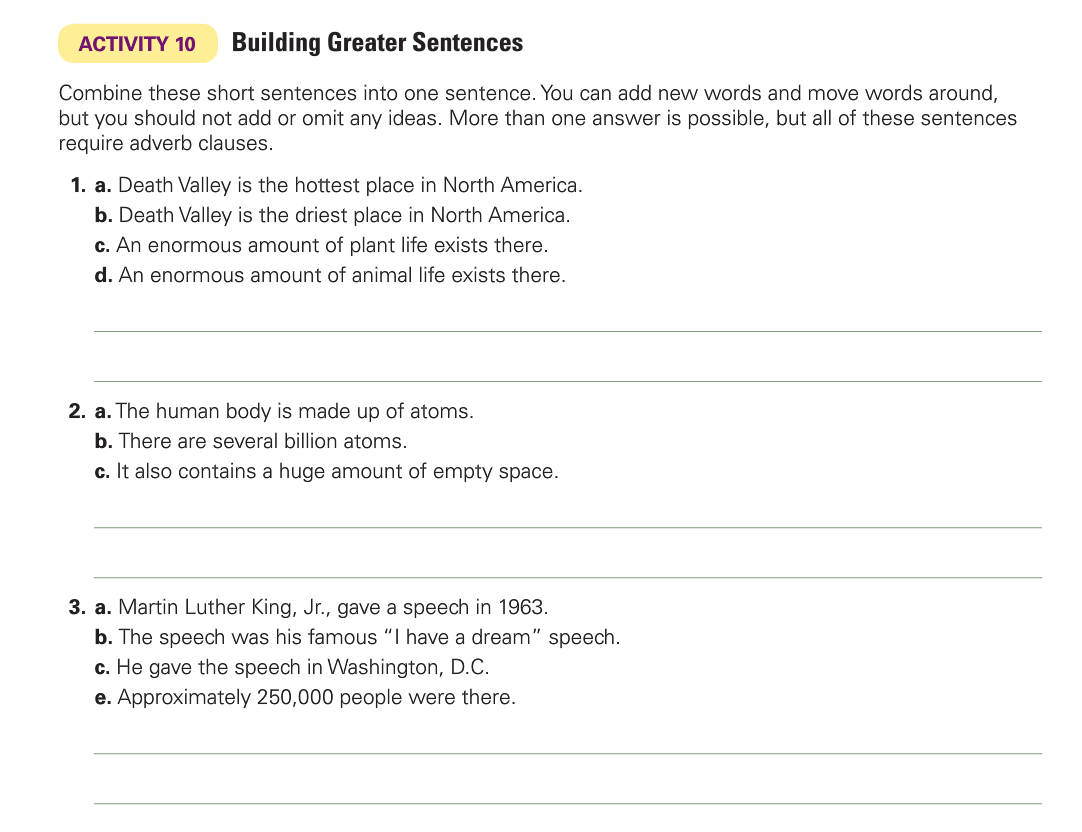 ACTIVITY 10 Building Greater Sentences
Combine these short sentences into one sentence. You can add new words and move words around,
but you should not add or omit any ideas. More than one answer is possible, but all of these sentences
require adverb clauses.
1. a. Death Valley is the hottest place in North America.
b. Death Valley is the driest place in North America.
c. An enormous amount of plant life exists there.
d. An enormous amount of animal life exists there.
2. a. The human body is made up of atoms.
b. There are several billion atoms.
c. It also contains a huge amount of empty space.
3. a. Martin Luther King, Jr., gave a speech in 1963.
b. The speech was his famous “I have a dream” speech.
c. He gave the speech in Washington, D.C.
e. Approximately 250,000 people were there.